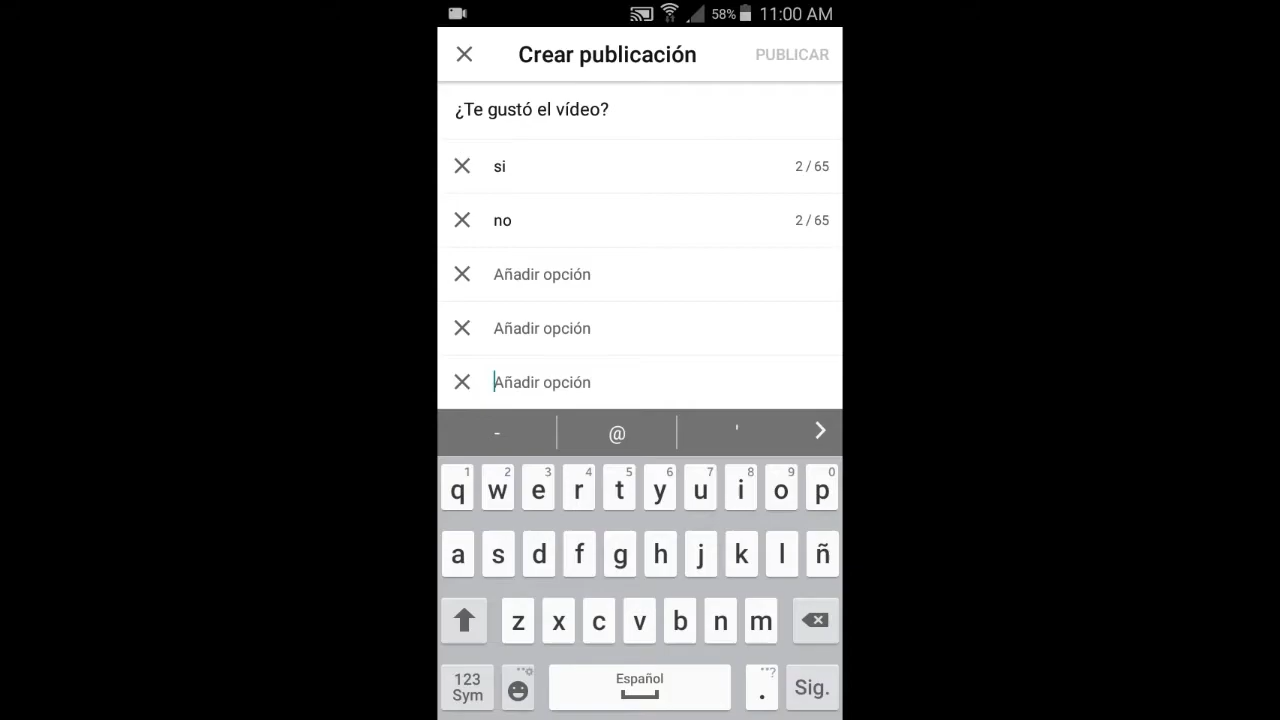 58% 11:00 AM
Crear publicación PUBLICAR
¿Te gustó el vídeo?
si 2 / 65
no 2 / 65
Añadir opción
Añadir opción
Añadir opción
- @ '
1 2 3 4 5 6 7 8 9 0
q w e r t y u i o p
a s d f g h j k l ñ
z x c v b n m
123 Sym Español . Sig.